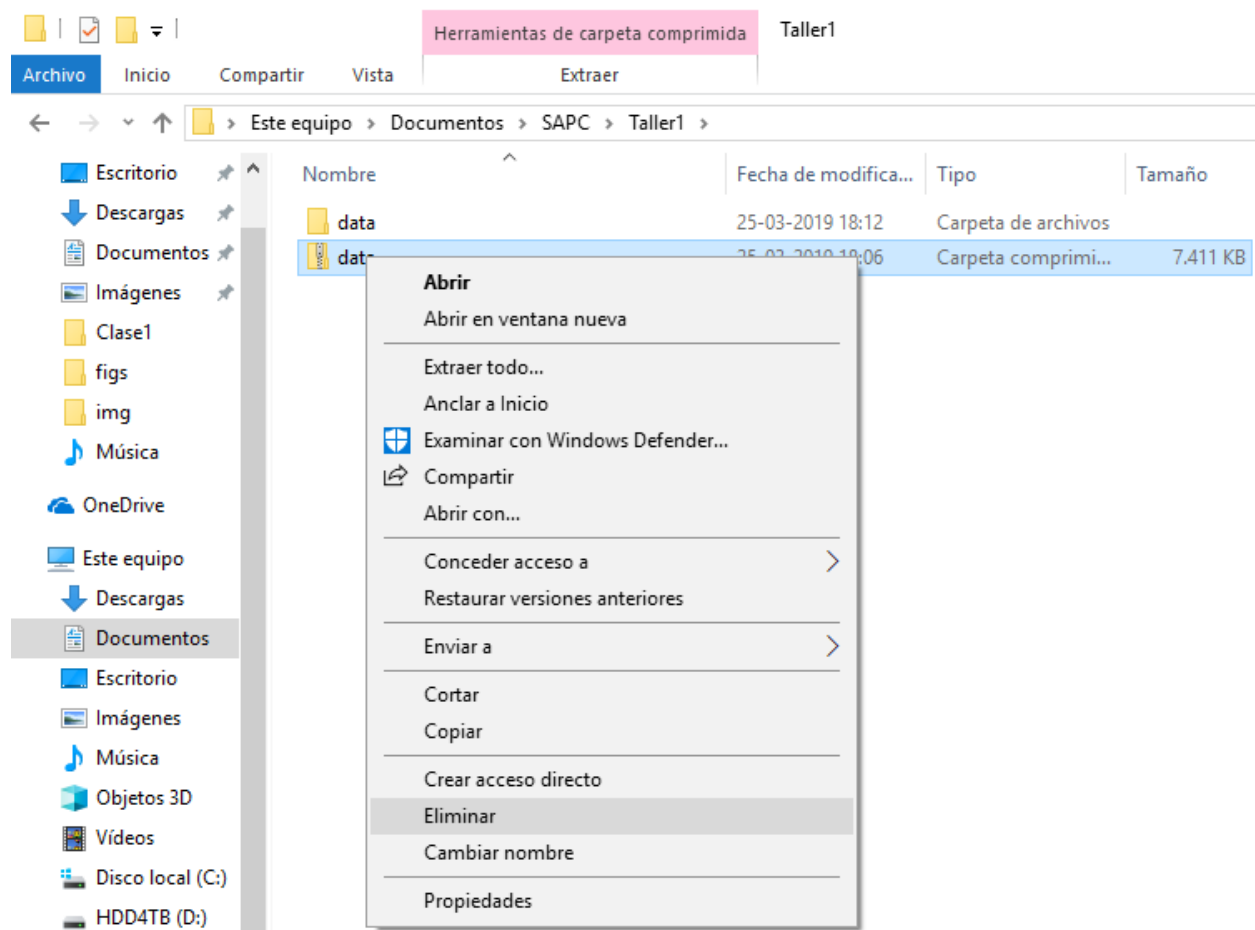 Herramientas de carpeta comprimida Taller1
Archivo Inicio Compartir Vista Extraer
Este equipo > Documentos > SAPC > Taller1 >
Nombre Fecha de modifica... Tipo Tamaño
data 25-03-2019 18:12 Carpeta de archivos
Carpeta comprimi... 7.411 KB
Escritorio
Descargas
Documentos
Imágenes
Clase1
figs
img
Música
OneDrive
Este equipo
Descargas
Documentos
Escritorio
Imágenes
Música
Objetos 3D
Vídeos
Disco local (C:)
HDD4TB (D:)
Abrir
Abrir en ventana nueva
Extraer todo...
Anclar a Inicio
Examinar con Windows Defender...
Compartir
Abrir con...
Conceder acceso a
Restaurar versiones anteriores
Enviar a
Cortar
Copiar
Crear acceso directo
Eliminar
Cambiar nombre
Propiedades